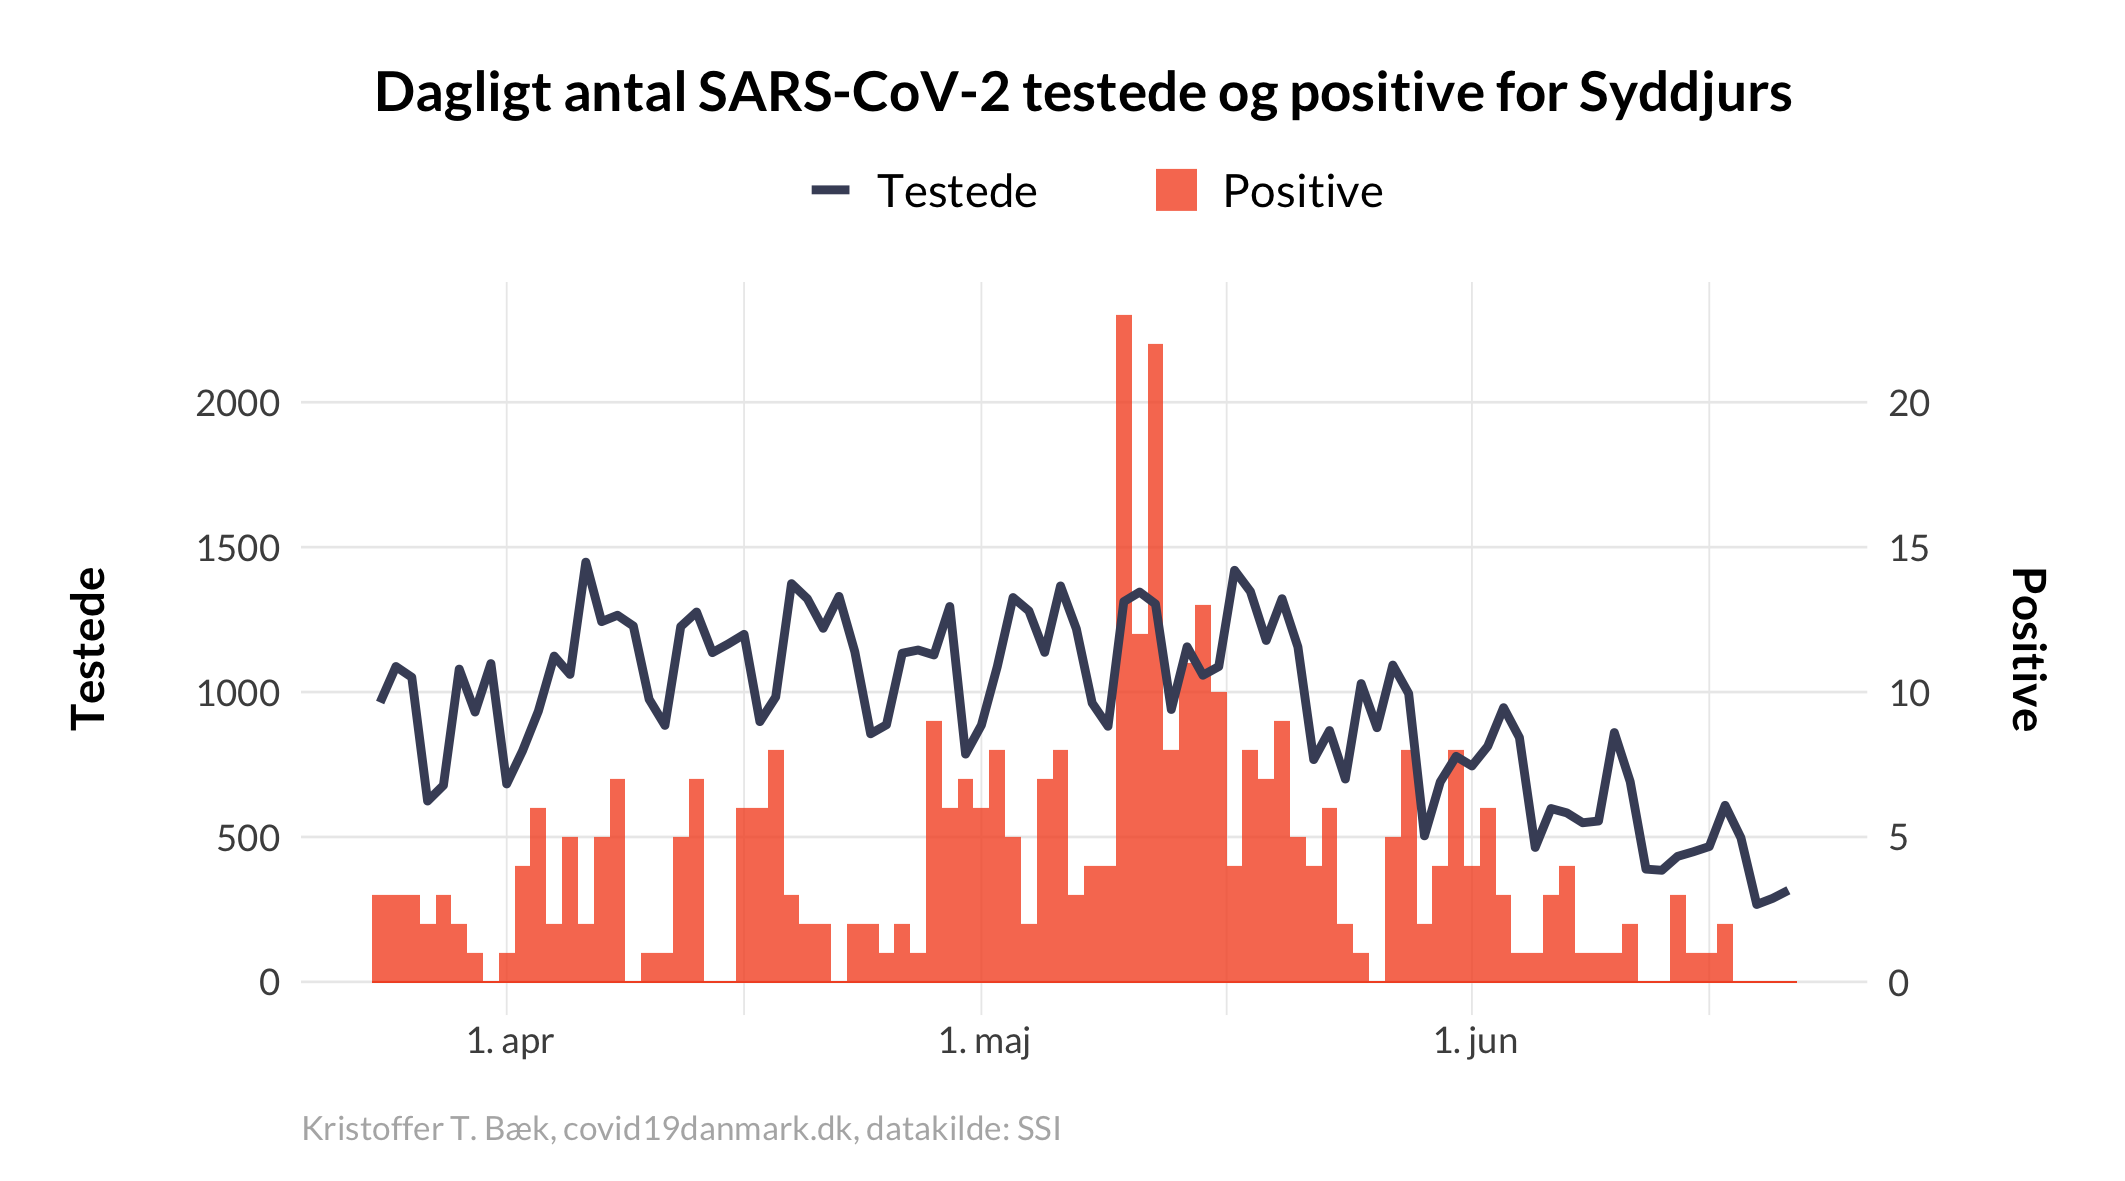 Dagligt antal SARS-CoV-2 testede og positive for Syddjurs
Testede
Positive
2000
1500
1000
500
0
20
15
10
5
0
Testede
Positive
1. apr
1. maj
1. jun
Kristoffer T. Bæk, covid19danmark.dk, datakilde: SSI